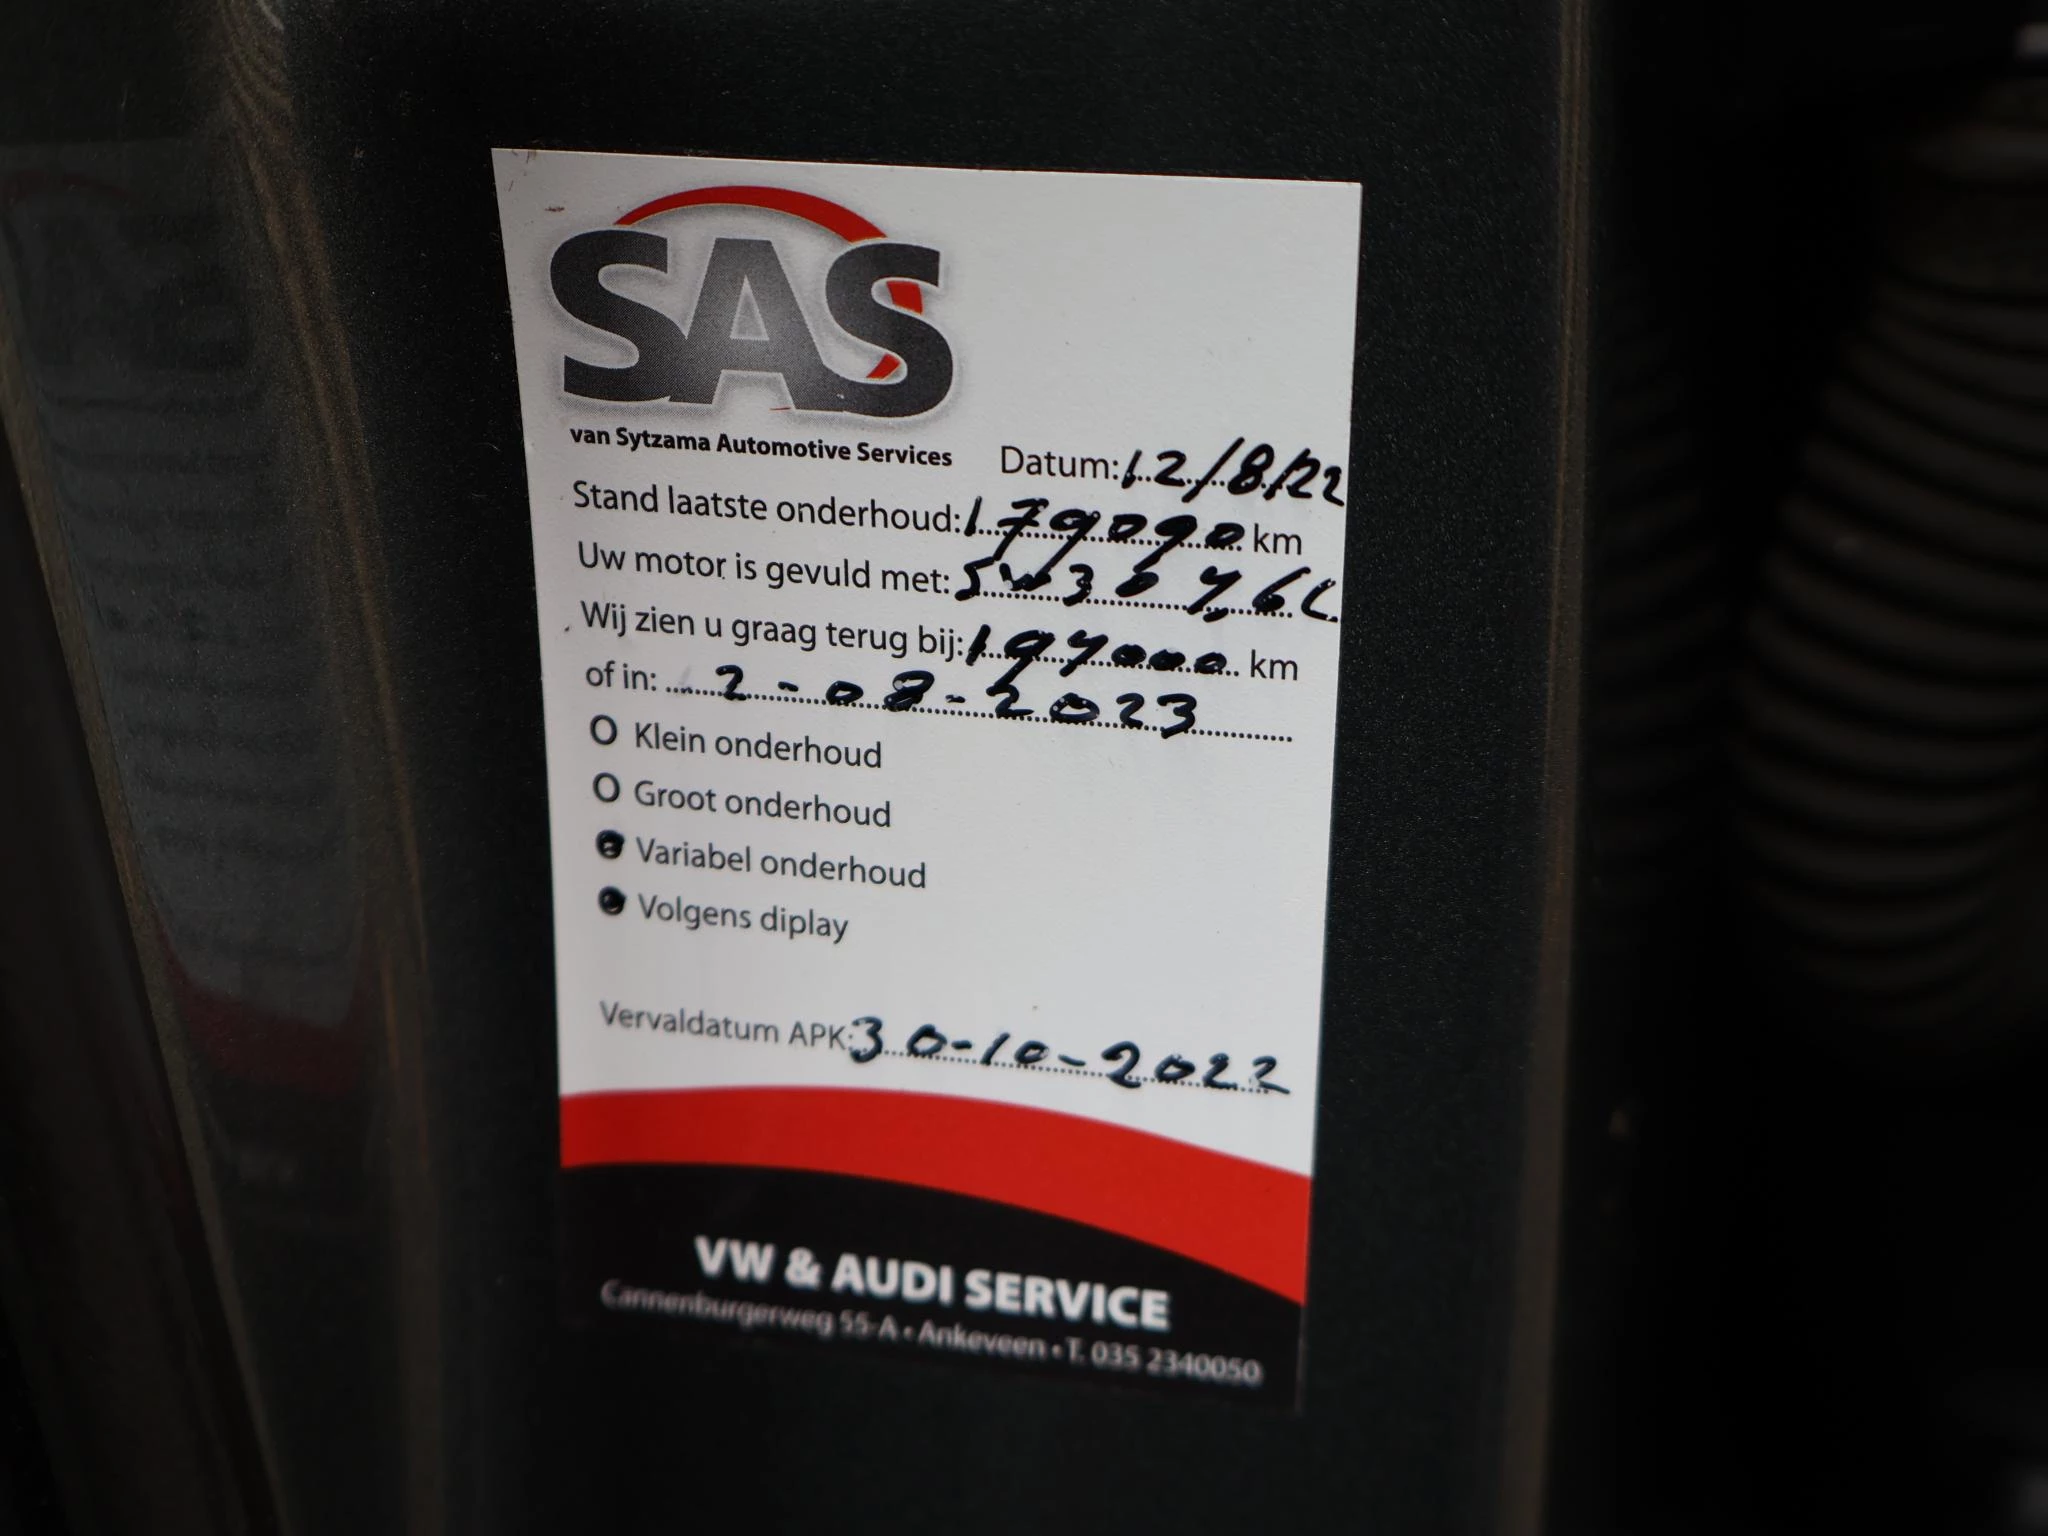 SAS
van Sytzama Automotive Services
Datum: 12/8/22
Stand laatste onderhoud: 179090 km
Uw motor is gevuld met: 5w30 4,6L
Wij zien u graag terug bij: 194000 km
of in: 2-08-2023
O Klein onderhoud
O Groot onderhoud
Variabel onderhoud
Volgens diplay
Vervaldatum APK: 30-10-2022
VW & AUDI SERVICE
Cannenburgerweg 55-A • Ankeveen • T. 035 2340050